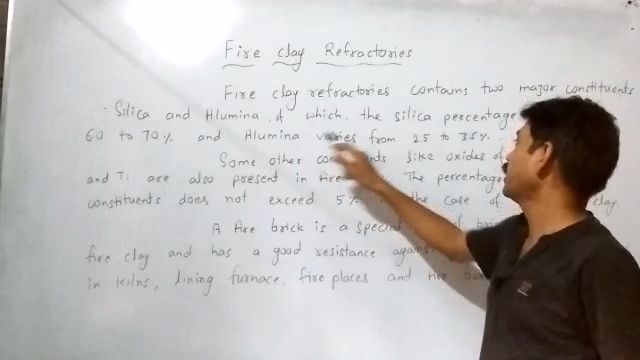 Fire clay Refractories
Fire clay refractories contains two major constituents
Silica and Alumina, of which the silica percentage
60 to 70% and Alumina varies from 25 to 35%.
Some other like oxides of
and Ti are also present in fire The percentage
constituents does not exceed 5% the case of clay
A fire brick is a special
fire clay and has a good resistance against
in kilns, lining furnace, fire places and fire